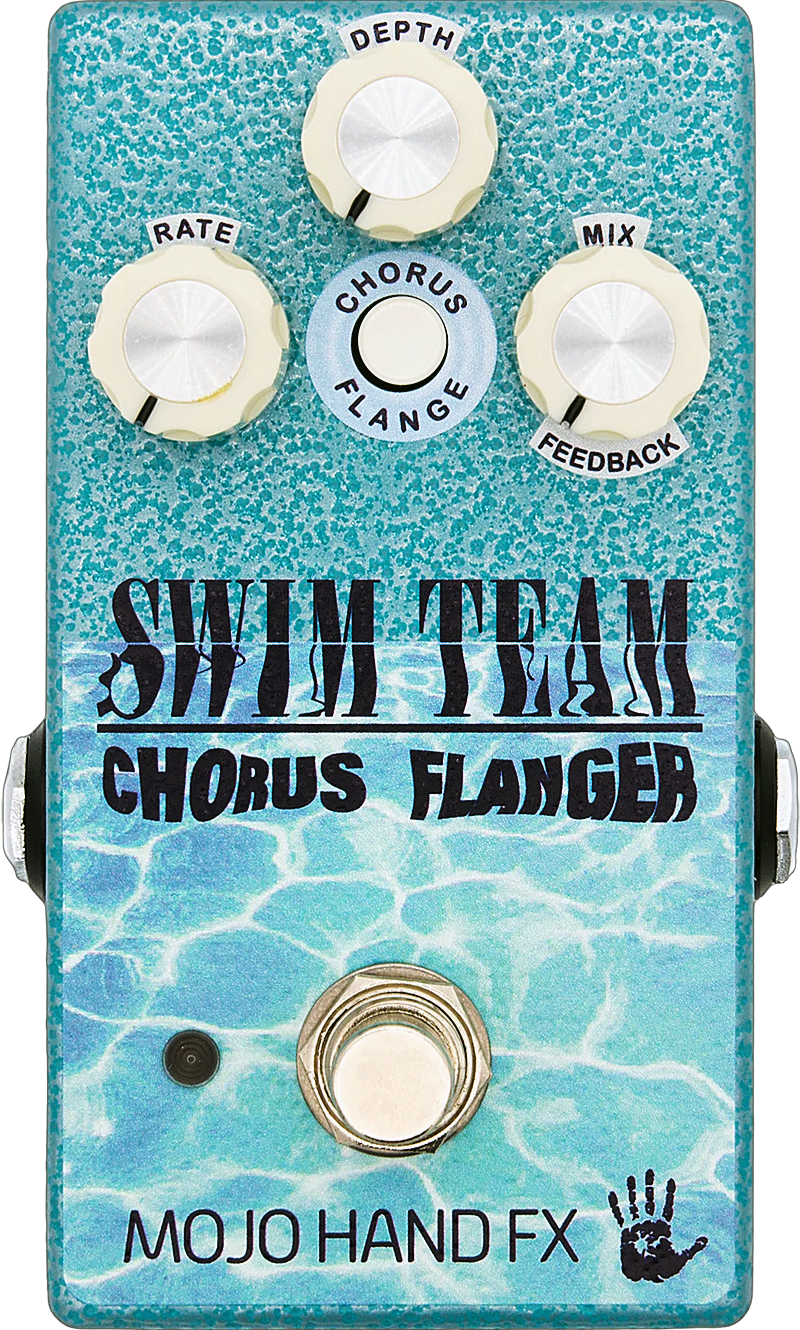 DEPTH
RATE
MIX
CHORUS
FLANGE
FEEDBACK
SWIM TEAM
CHORUS FLANGER
MOJO HAND FX